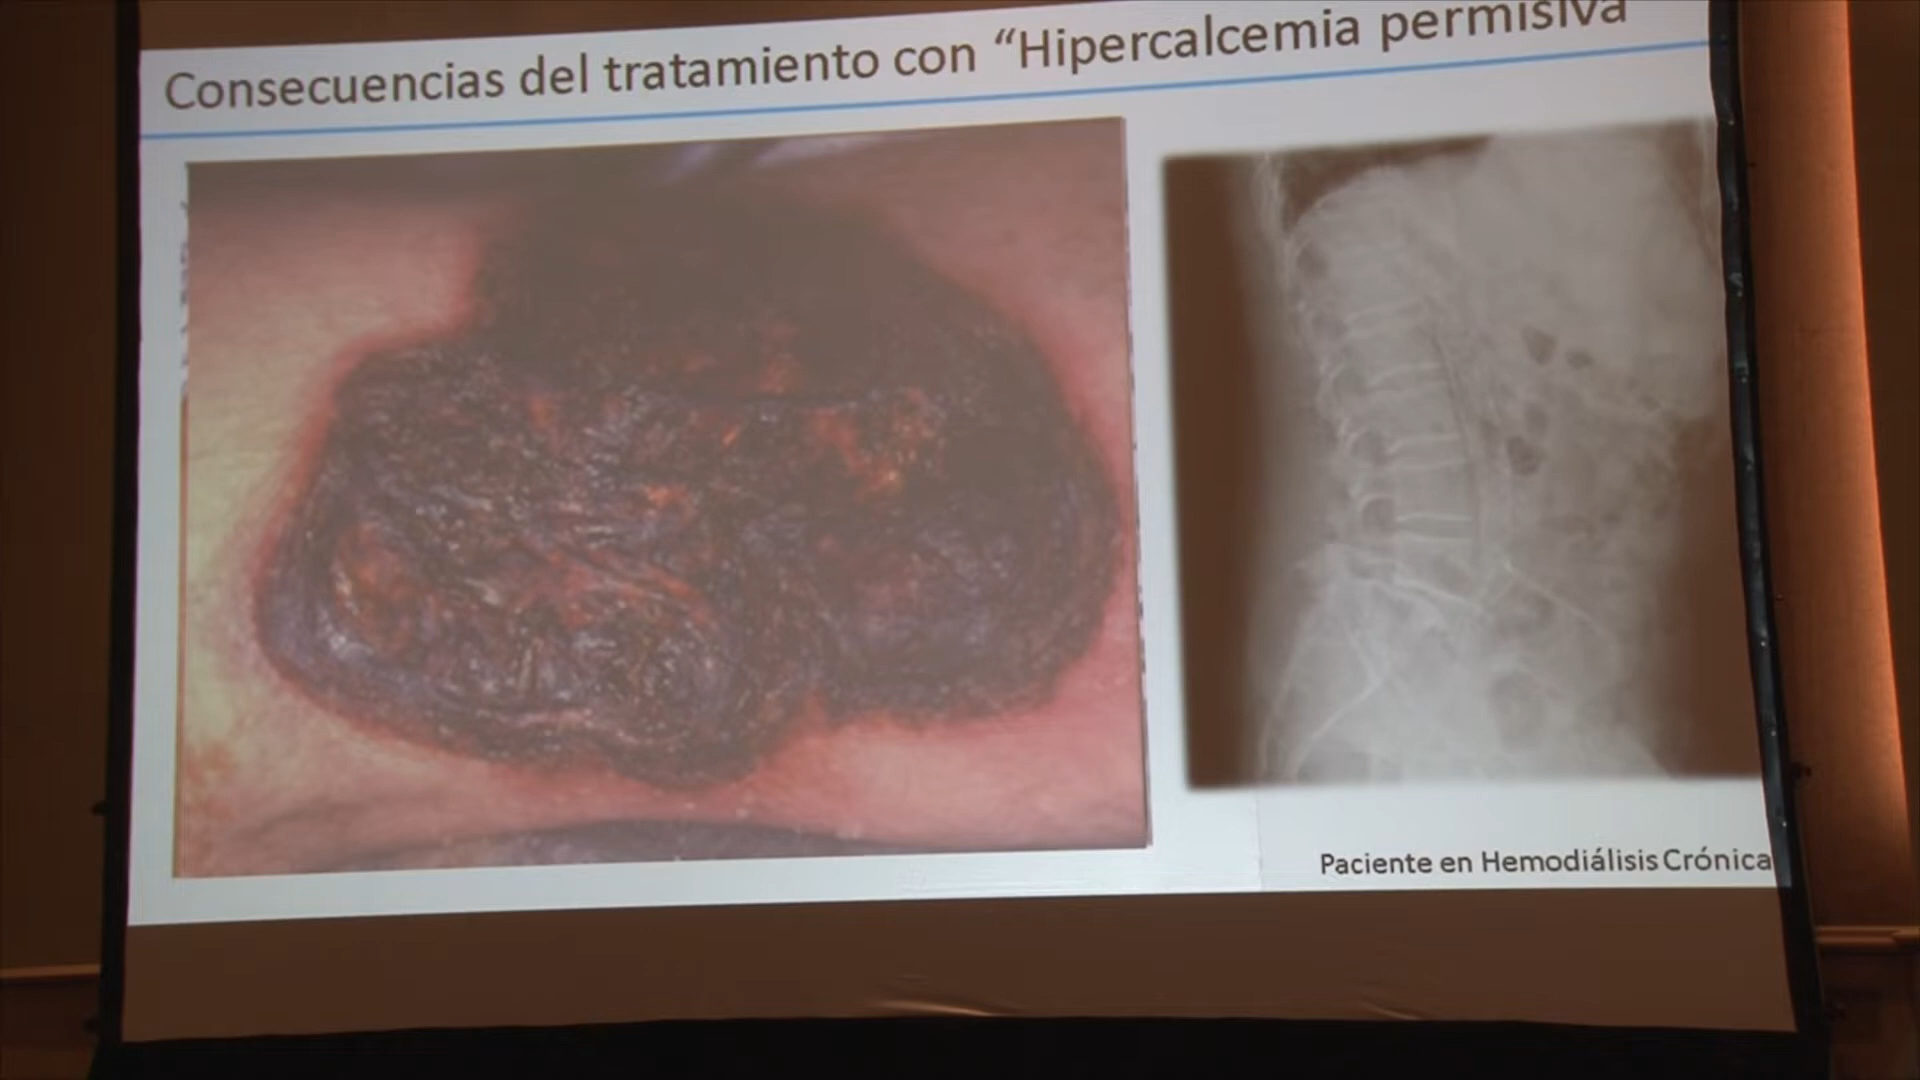 Consecuencias del tratamiento con “Hipercalcemia permisiva
Paciente en Hemodiálisis Crónica